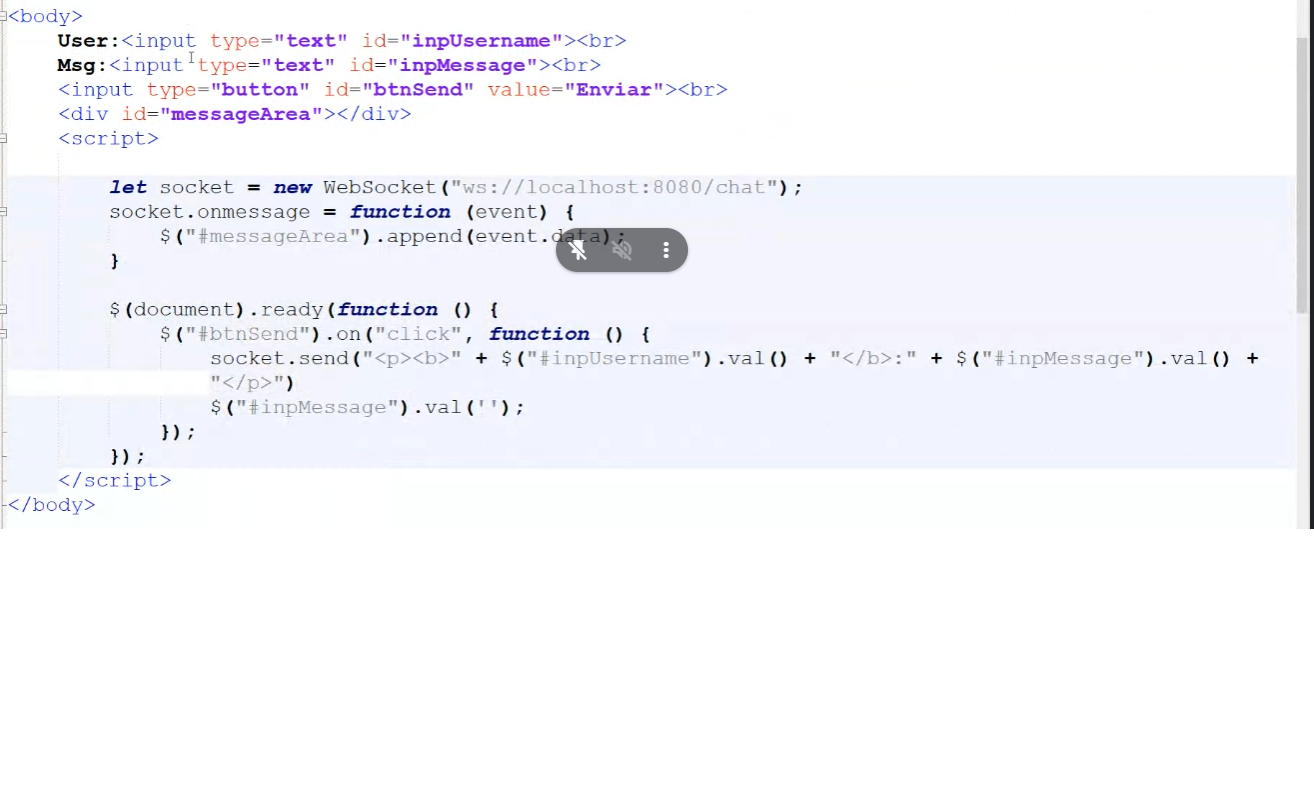 <body>
User:<input type="text" id="inpUsername"><br>
Msg:<input type="text" id="inpMessage"><br>
<input type="button" id="btnSend" value="Enviar"><br>
<div id="messageArea"></div>
<script>
let socket = new WebSocket("ws://localhost:8080/chat");
socket.onmessage = function (event) {
$("#messageArea").append(event.data);
}
$(document).ready(function () {
$("#btnSend").on("click", function () {
socket.send("<p><b>" + $("#inpUsername").val() + "</b>:" + $("#inpMessage").val() +
"</p>")
$("#inpMessage").val('');
});
});
</script>
</body>